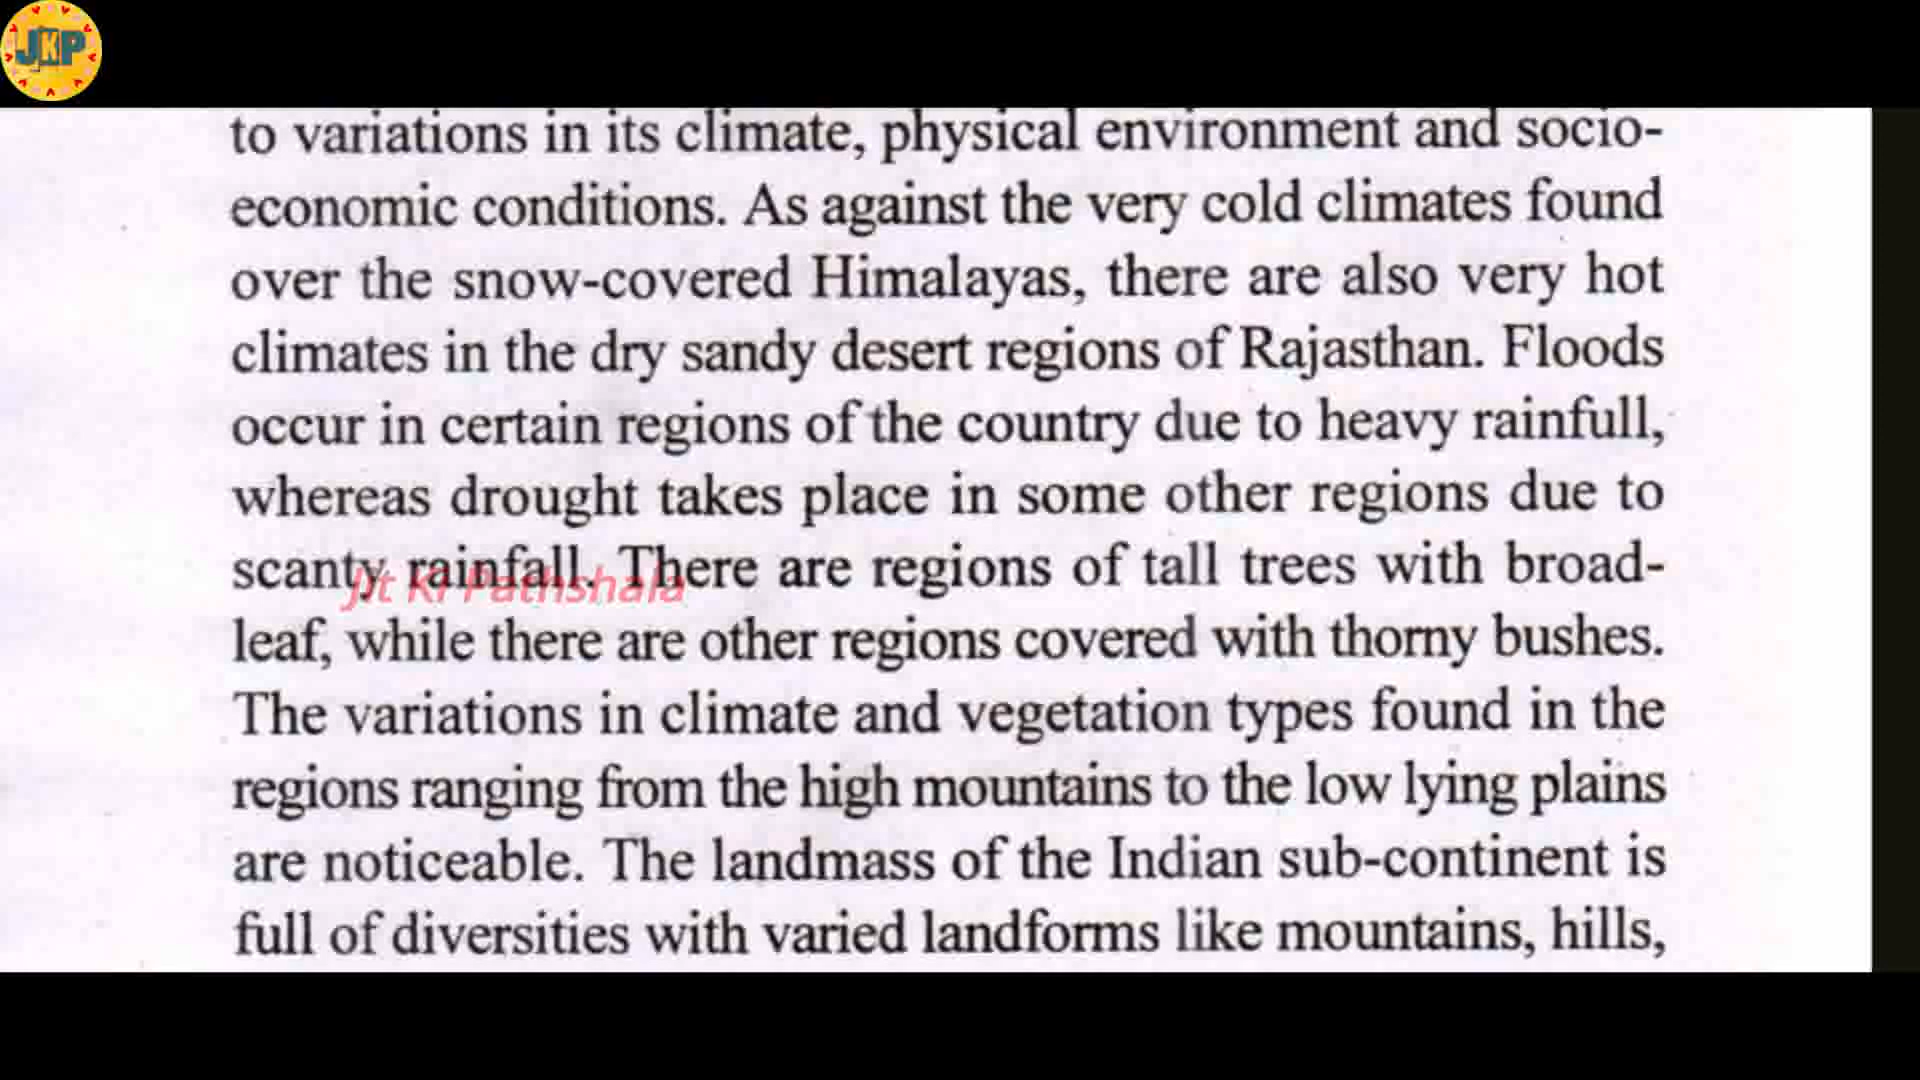 JKP
to variations in its climate, physical environment and socio-
economic conditions. As against the very cold climates found
over the snow-covered Himalayas, there are also very hot
climates in the dry sandy desert regions of Rajasthan. Floods
occur in certain regions of the country due to heavy rainfull,
whereas drought takes place in some other regions due to
scanty rainfall. There are regions of tall trees with broad-
Jit Ki Pathshala
leaf, while there are other regions covered with thorny bushes.
The variations in climate and vegetation types found in the
regions ranging from the high mountains to the low lying plains
are noticeable. The landmass of the Indian sub-continent is
full of diversities with varied landforms like mountains, hills,